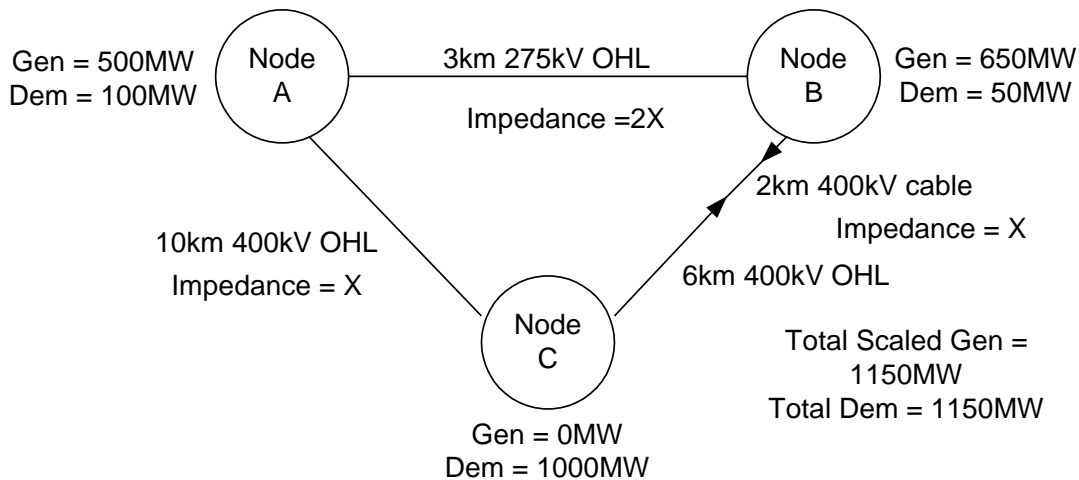 Node
A
Gen = 500MW
Dem = 100MW
3km 275kV OHL
Impedance =2X
Node
B
Gen = 650MW
Dem = 50MW
2km 400kV cable
Impedance = X
6km 400kV OHL
10km 400kV OHL
Impedance = X
Node
C
Gen = 0MW
Dem = 1000MW
Total Scaled Gen =
1150MW
Total Dem = 1150MW